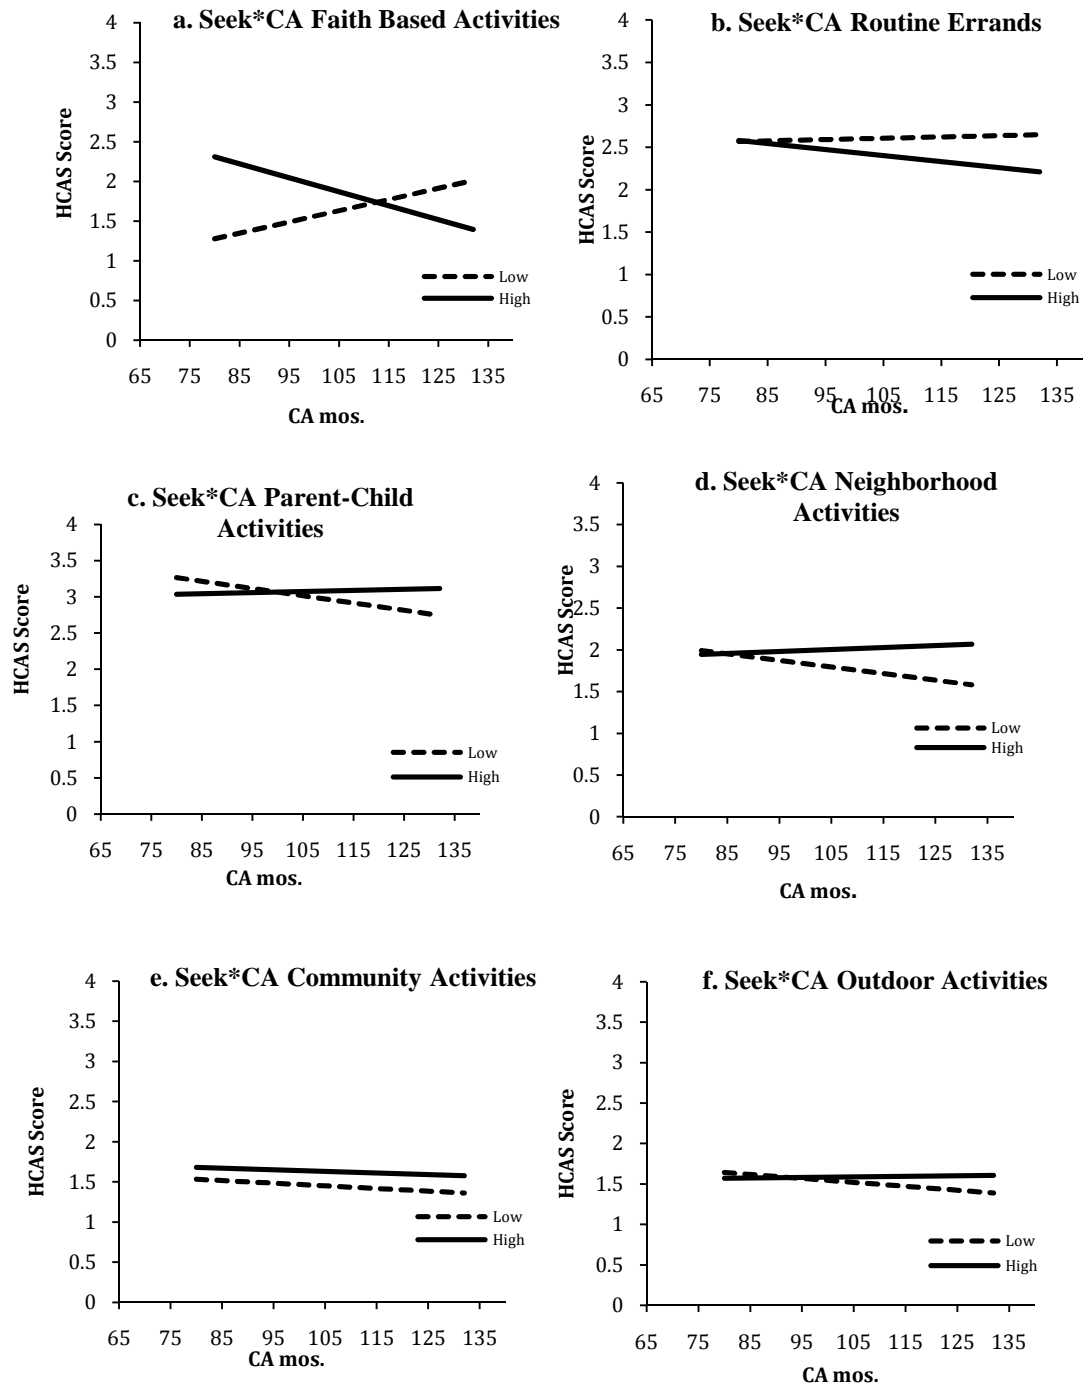 a. Seek*CA Faith Based Activities
4
3.5
3
2.5
2
1.5
1
0.5
0
HCAS Score
Low
High
65 75 85 95 105 115 125 135
CA mos.
b. Seek*CA Routine Errands
4
3.5
3
2.5
2
1.5
1
0.5
0
HCAS Score
Low
High
65 75 85 95 105 115 125 135
CA mos.
c. Seek*CA Parent-Child
Activities
4
3.5
3
2.5
2
1.5
1
0.5
0
HCAS Score
Low
High
65 75 85 95 105 115 125 135
CA mos.
d. Seek*CA Neighborhood
Activities
4
3.5
3
2.5
2
1.5
1
0.5
0
HCAS Score
Low
High
65 75 85 95 105 115 125 135
CA mos.
e. Seek*CA Community Activities
4
3.5
3
2.5
2
1.5
1
0.5
0
HCAS Score
Low
High
65 75 85 95 105 115 125 135
CA mos.
f. Seek*CA Outdoor Activities
4
3.5
3
2.5
2
1.5
1
0.5
0
HCAS Score
Low
High
65 75 85 95 105 115 125 135
CA mos.